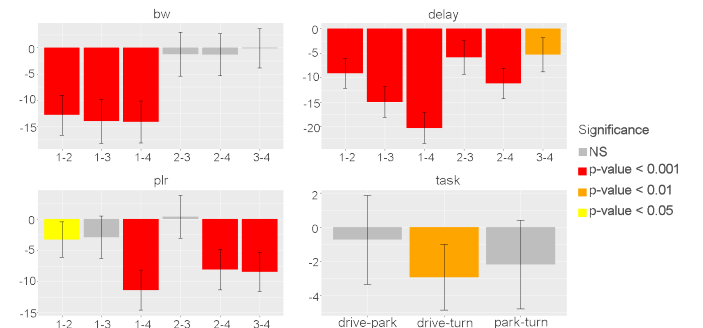 bw
0
-5
-10
-15
1-2 1-3 1-4 2-3 2-4 3-4
delay
0
-5
-10
-15
-20
1-2 1-3 1-4 2-3 2-4 3-4
plr
0
-5
-10
-15
1-2 1-3 1-4 2-3 2-4 3-4
task
2
0
-2
-4
drive-park drive-turn park-turn
Significance
NS
p-value < 0.001
p-value < 0.01
p-value < 0.05